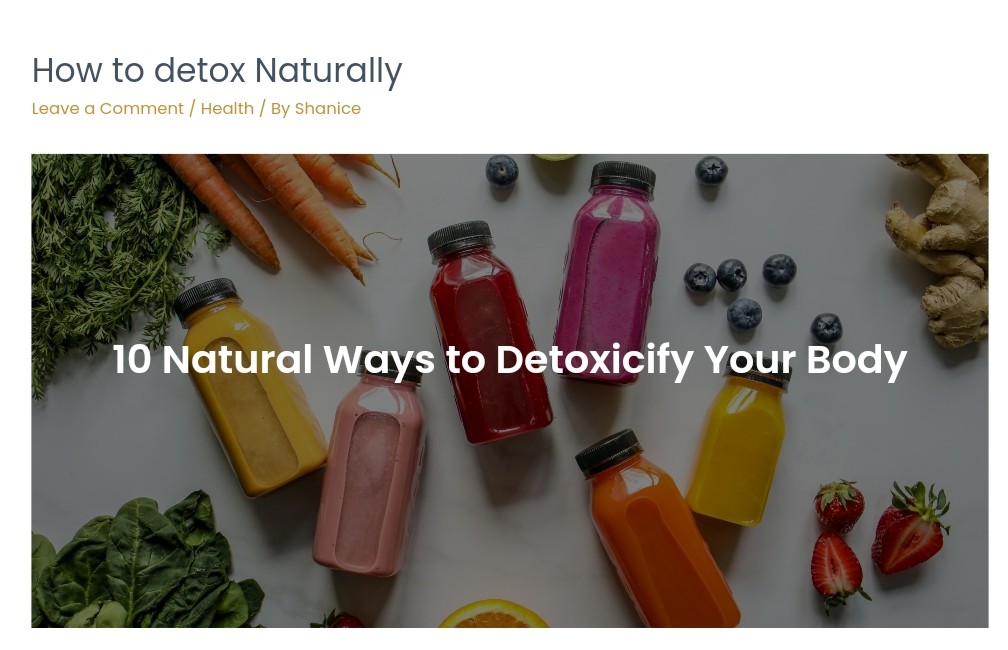 How to detox Naturally
Leave a Comment / Health / By Shanice
10 Natural Ways to Detoxicify Your Body